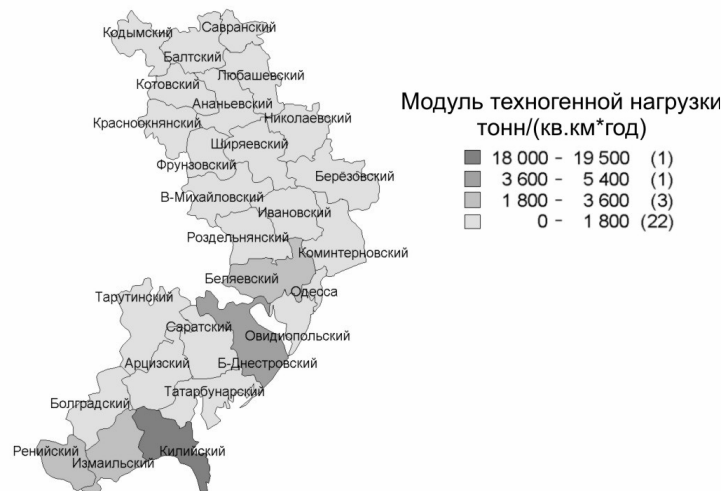 Савранский
Кодымский
Балтский
Любашевский
Котовский
Ананьевский
Николаевский
Красноокнянский
Ширяевский
Фрунзовский
Берёзовский
В-Михайловский
Ивановский
Роздельнянский
Коминтерновский
Беляевский
Одесса
Тарутинский
Саратский
Овидиопольский
Арцизский
Б-Днестровский
Татарбунарский
Болградский
Ренийский
Килийский
Измаильский
Модуль техногенной нагрузки
тонн/(кв.км*год)
18 000 - 19 500 (1)
3 600 - 5 400 (1)
1 800 - 3 600 (3)
0 - 1 800 (22)